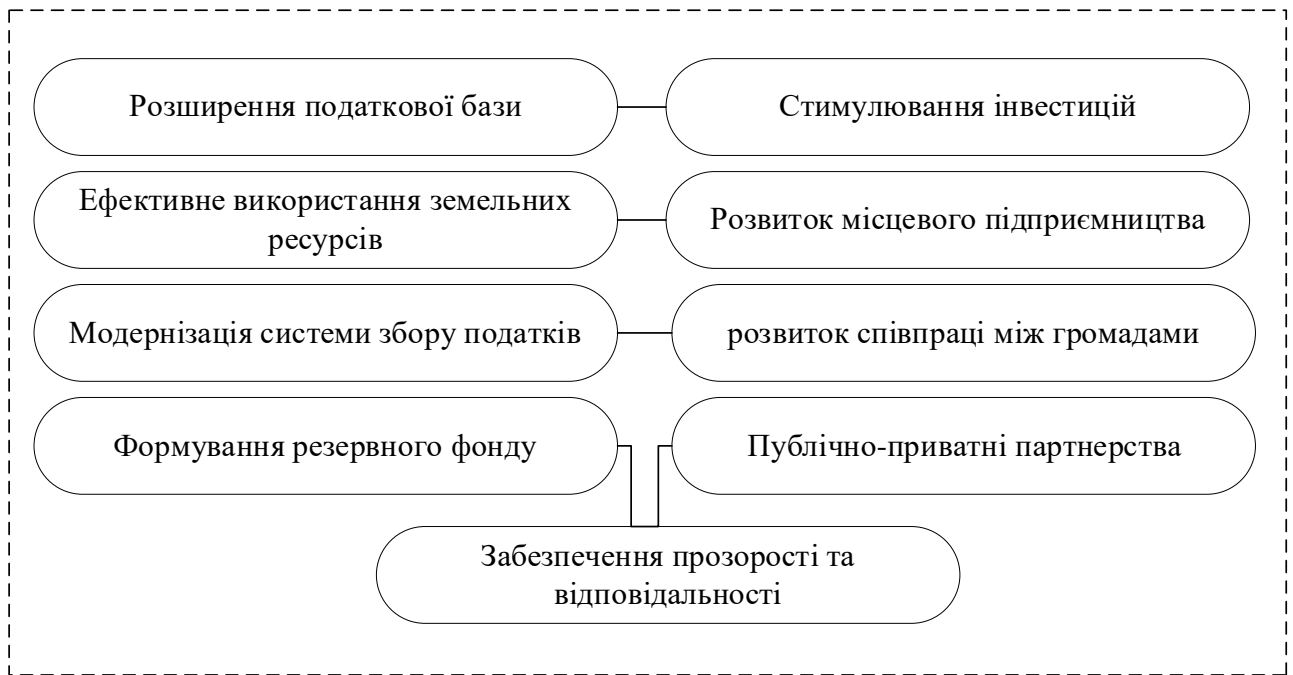 Розширення податкової бази
Стимулювання інвестицій
Ефективне використання земельних
ресурсів
Розвиток місцевого підприємництва
Модернізація системи збору податків
розвиток співпраці між громадами
Формування резервного фонду
Публічно-приватні партнерства
Забезпечення прозорості та
відповідальності